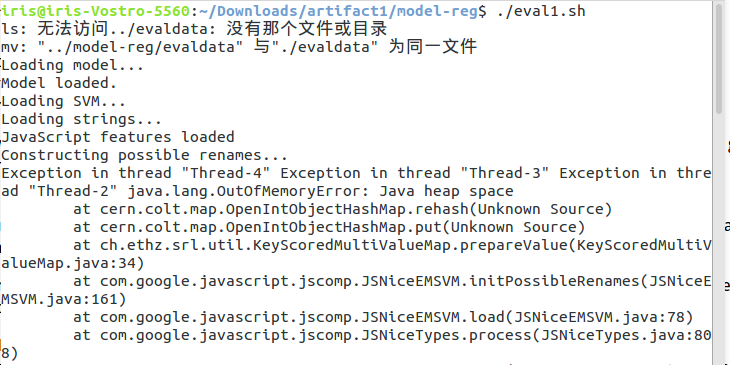 iris@iris-Vostro-5560:~/Downloads/artifact1/model-reg$ ./eval1.sh
ls: 无法访问../evaldata: 没有那个文件或目录
mv: "../model-reg/evaldata" 与"./evaldata" 为同一文件
Loading model...
Model loaded.
Loading SVM...
Loading strings...
JavaScript features loaded
Constructing possible renames...
Exception in thread "Thread-4" Exception in thread "Thread-3" Exception in thre
ad "Thread-2" java.lang.OutOfMemoryError: Java heap space
at cern.colt.map.OpenIntObjectHashMap.rehash(Unknown Source)
at cern.colt.map.OpenIntObjectHashMap.put(Unknown Source)
at ch.ethz.srl.util.KeyScoredMultiValueMap.prepareValue(KeyScoredMultiV
alueMap.java:34)
at com.google.javascript.jscomp.JSNiceEMSVM.initPossibleRenames(JSNiceE
MSVM.java:161)
at com.google.javascript.jscomp.JSNiceEMSVM.load(JSNiceEMSVM.java:78)
at com.google.javascript.jscomp.JSNiceTypes.process(JSNiceTypes.java:80
8)